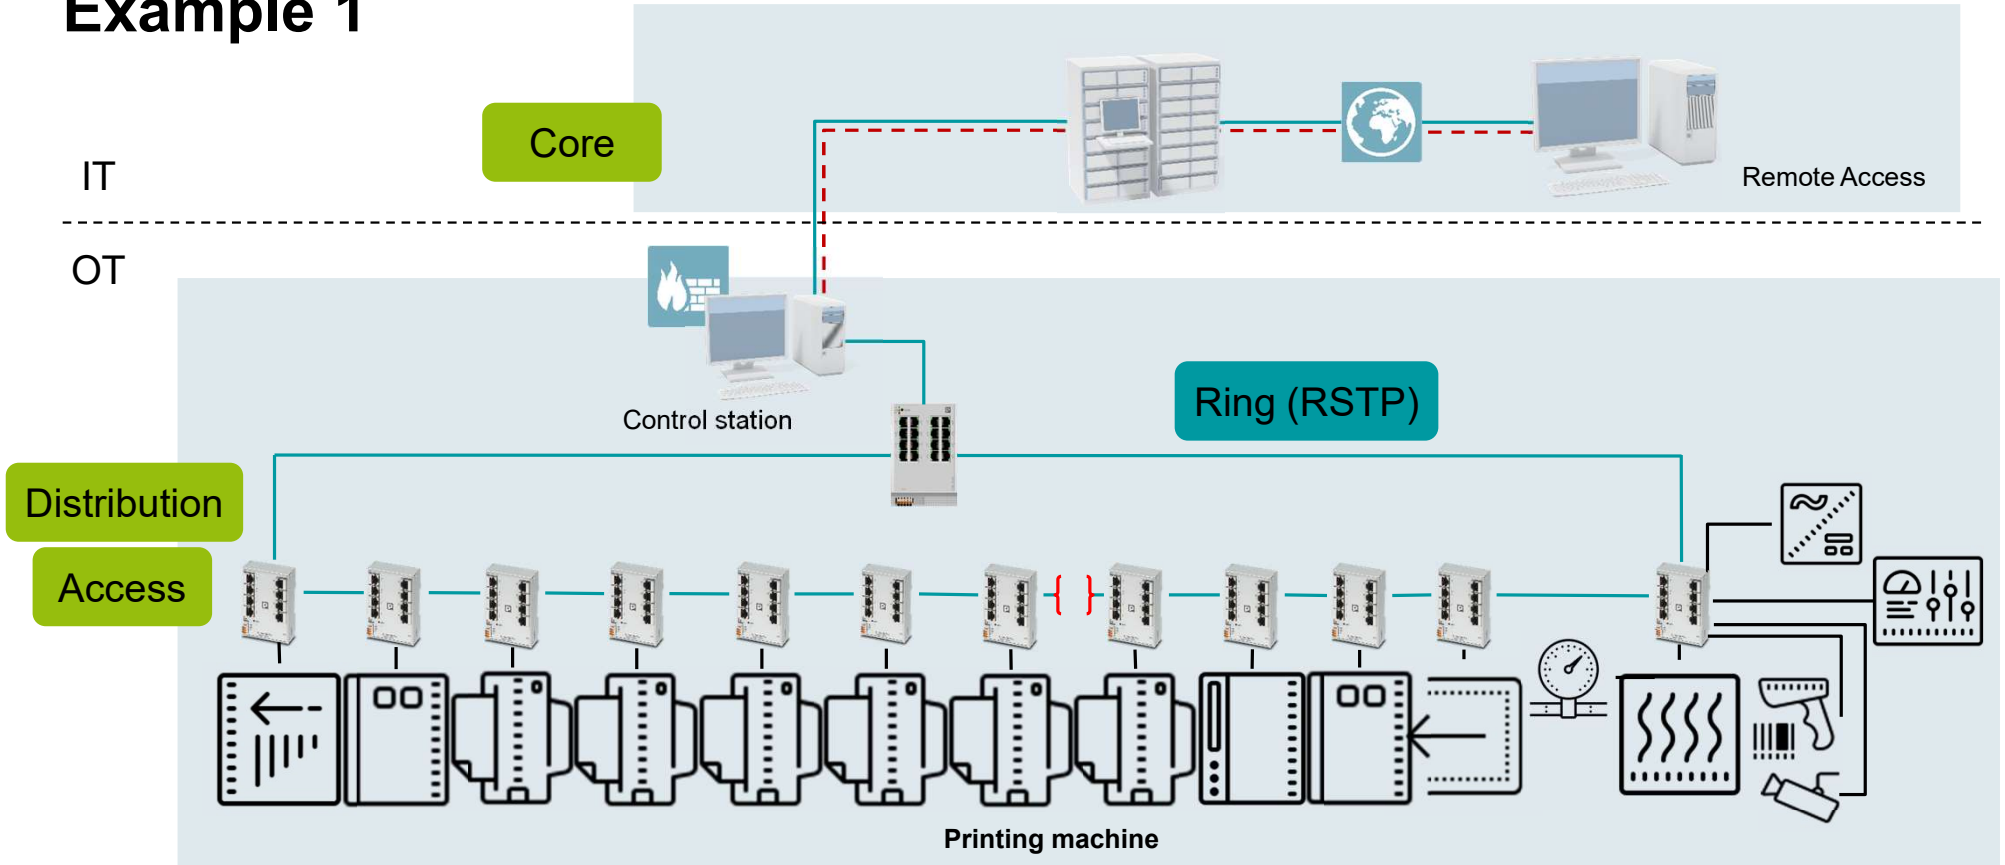 Example 1
Core
IT
Remote Access
OT
Ring (RSTP)
Control station
Distribution
Access
Printing machine